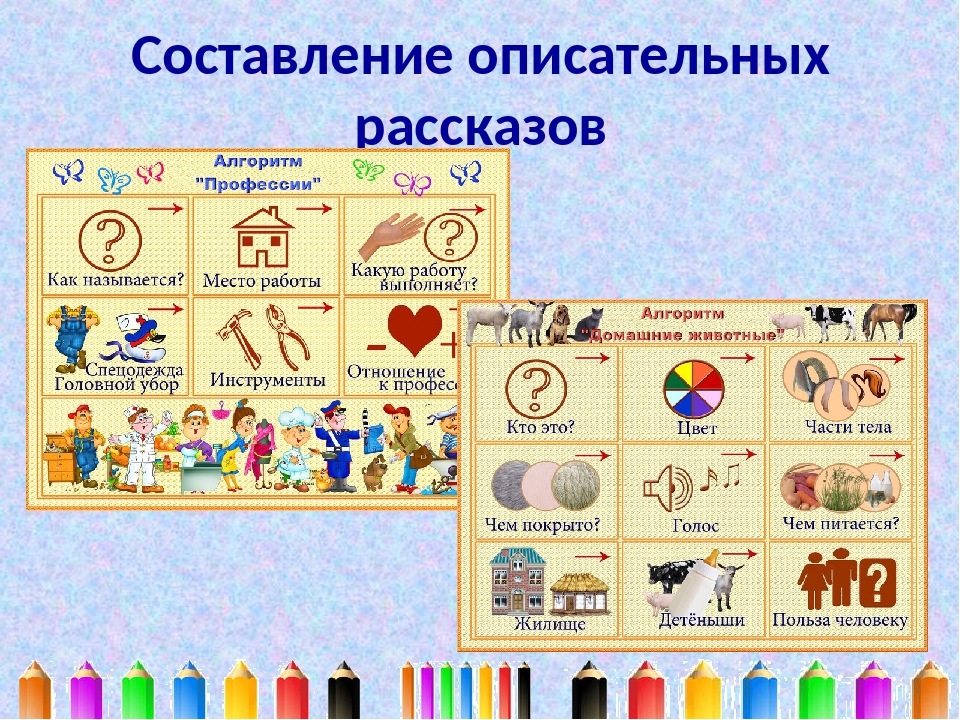 Составление описательных
рассказов
Алгоритм
"Профессии"
Как называется?
Место работы
Какую работу
выполняет?
Спецодежда
Головной убор
Инструменты
Отношение
к професс
Алгоритм
"Домашние животные"
Кто это?
Цвет
Части тела
Чем покрыто?
Голос
Чем питается?
Жилище
Детёныши
Польза человеку